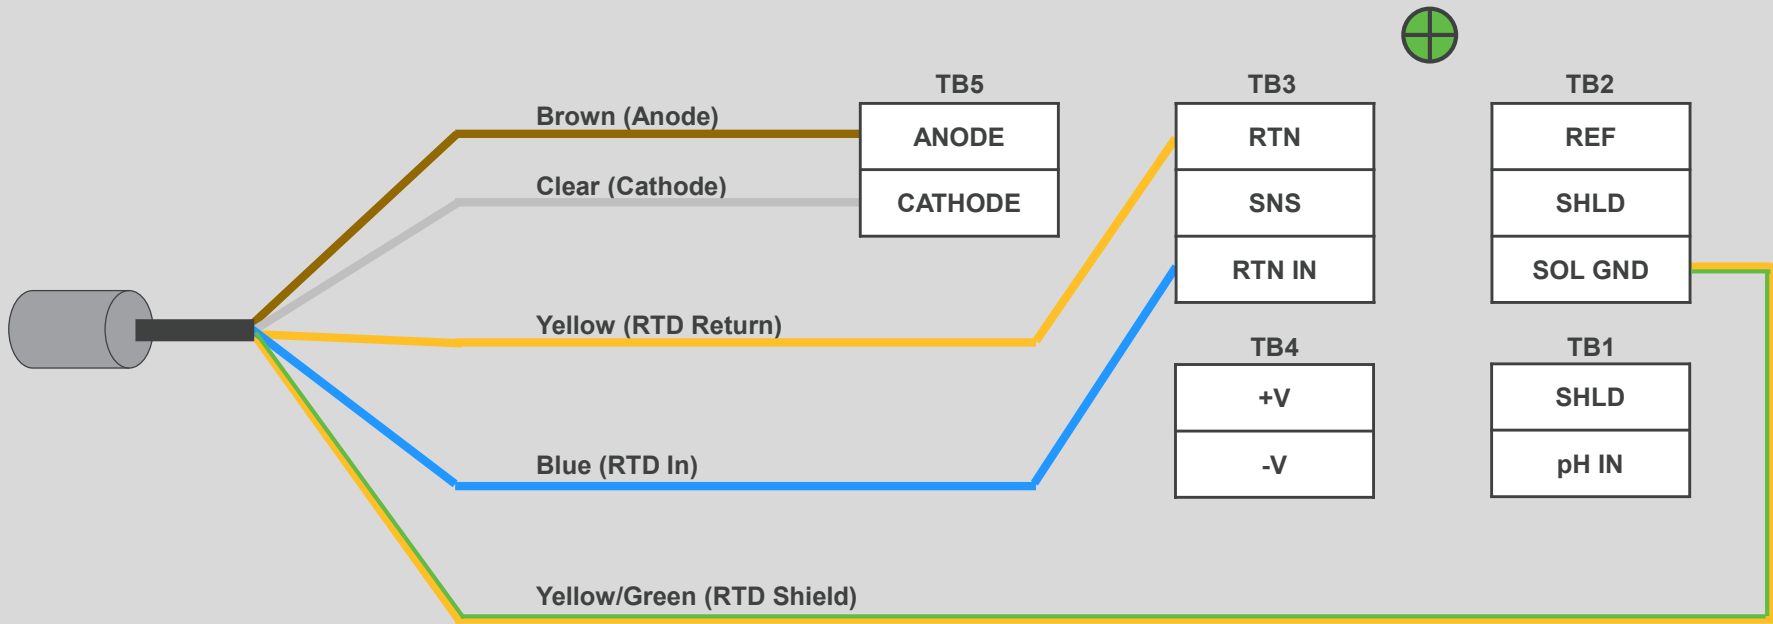 TB5
TB3
TB2
Brown (Anode)
ANODE
RTN
REF
Clear (Cathode)
CATHODE
SNS
SHLD
RTN IN
SOL GND
Yellow (RTD Return)
TB4
TB1
+V
SHLD
Blue (RTD In)
-V
pH IN
Yellow/Green (RTD Shield)